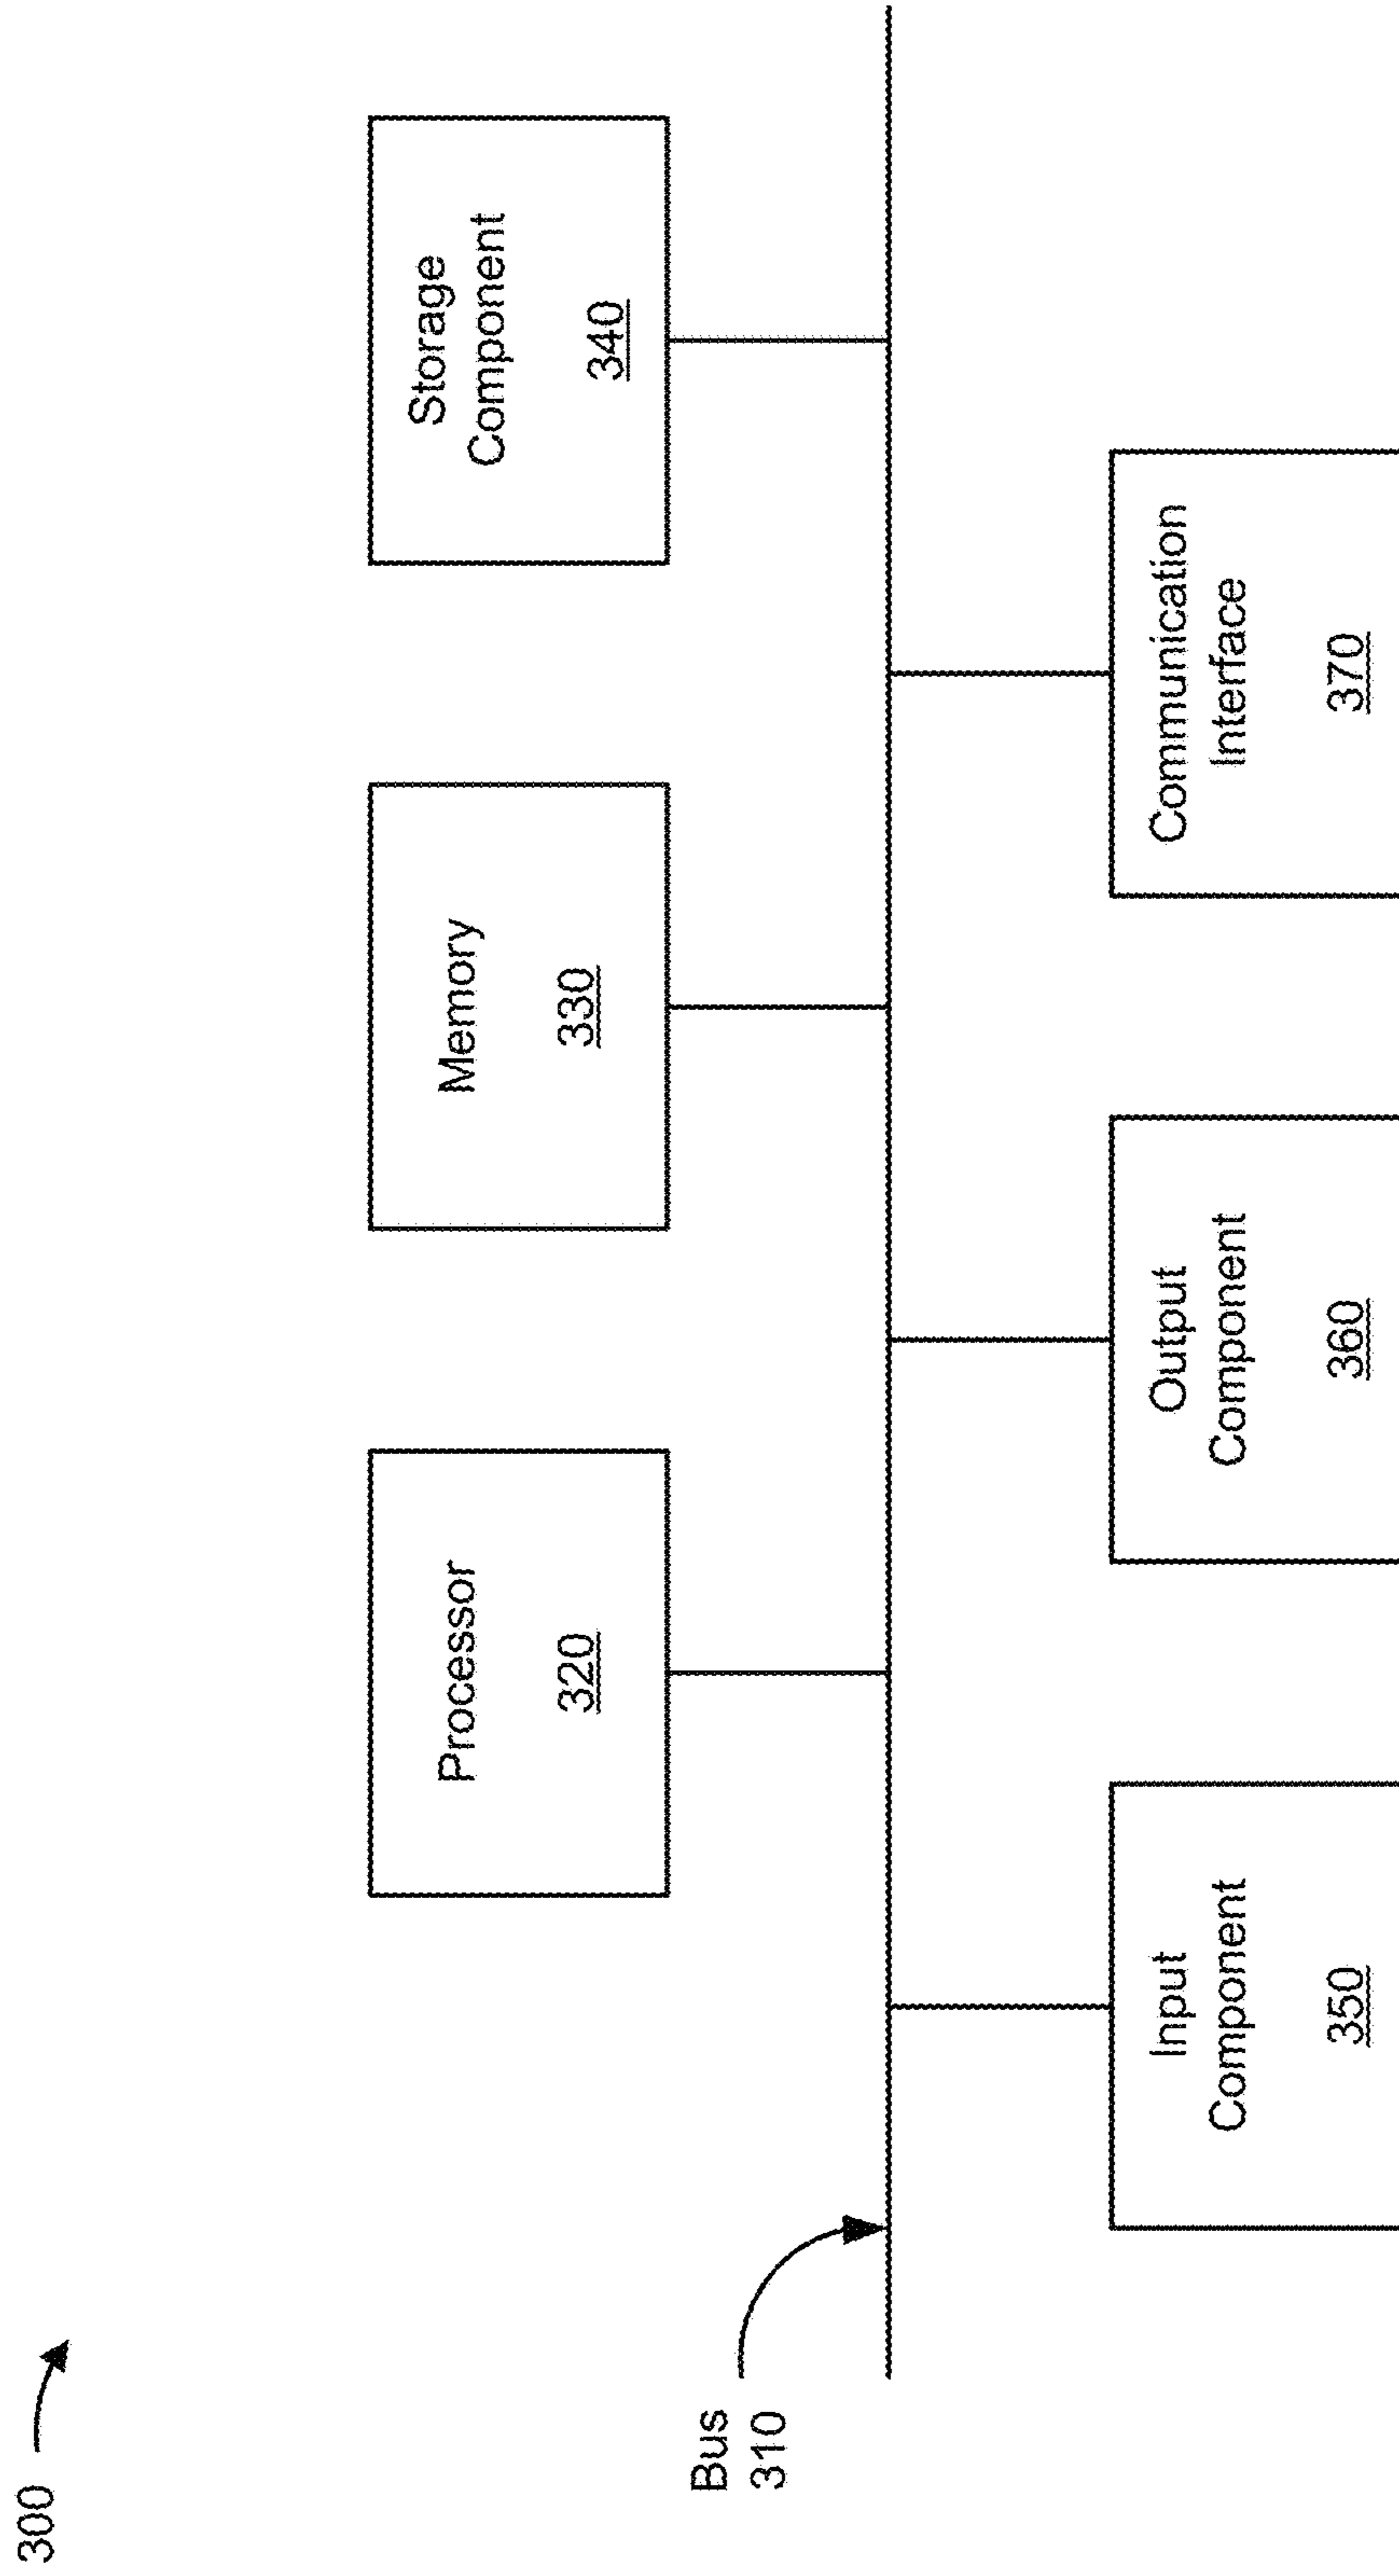 300
Bus
310
Processor
320
Memory
330
Storage
Component
340
Input
Component
350
Output
Component
360
Communication
Interface
370